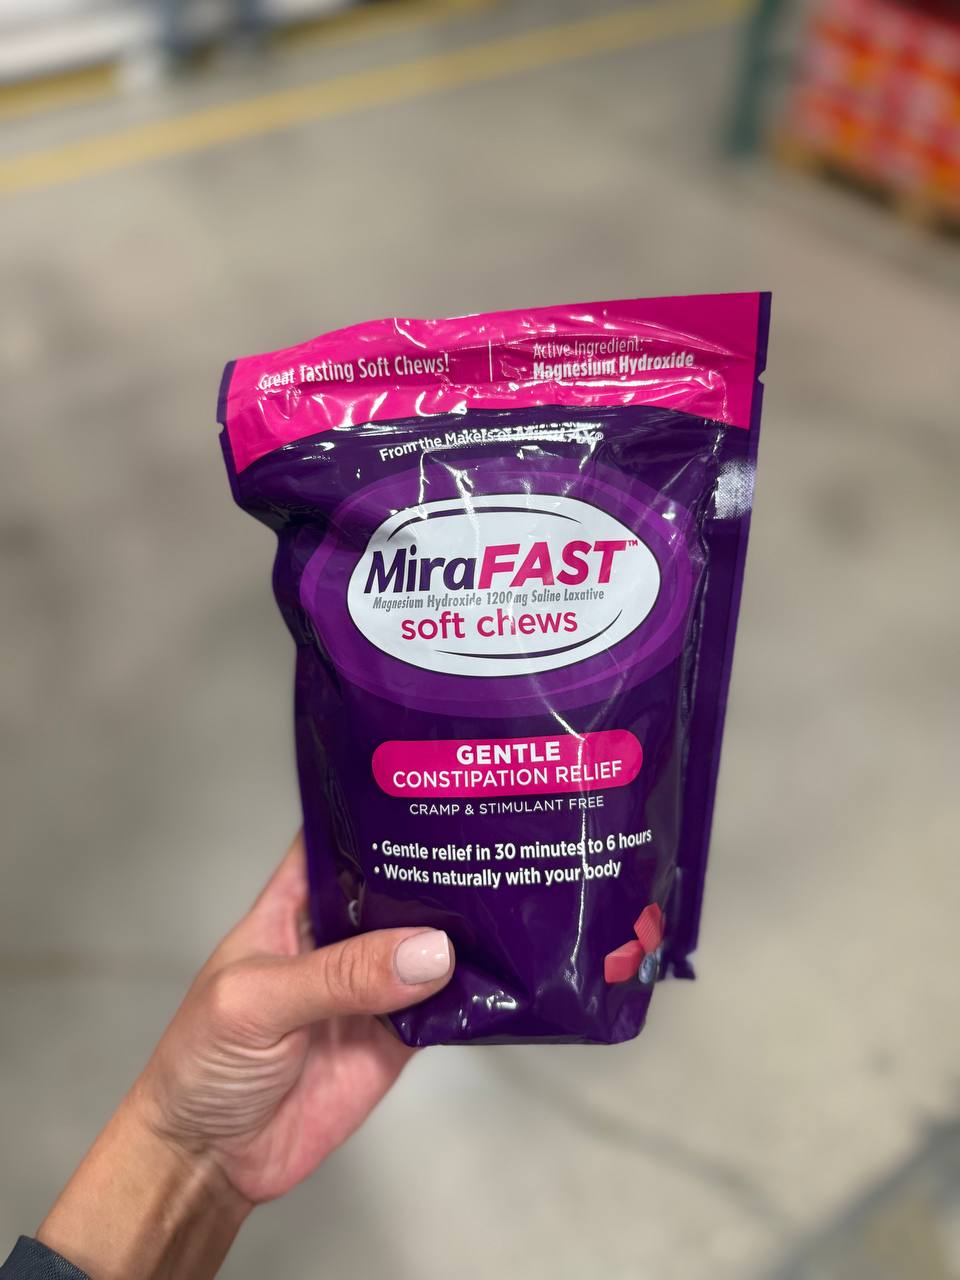 Great Tasting Soft Chews!
Active Ingredient:
Magnesium Hydroxide
From the Makers of MiraLAX®
MiraFAST™
Magnesium Hydroxide 1200mg Saline Laxative
soft chews
GENTLE
CONSTIPATION RELIEF
CRAMP & STIMULANT FREE
• Gentle relief in 30 minutes to 6 hours
• Works naturally with your body